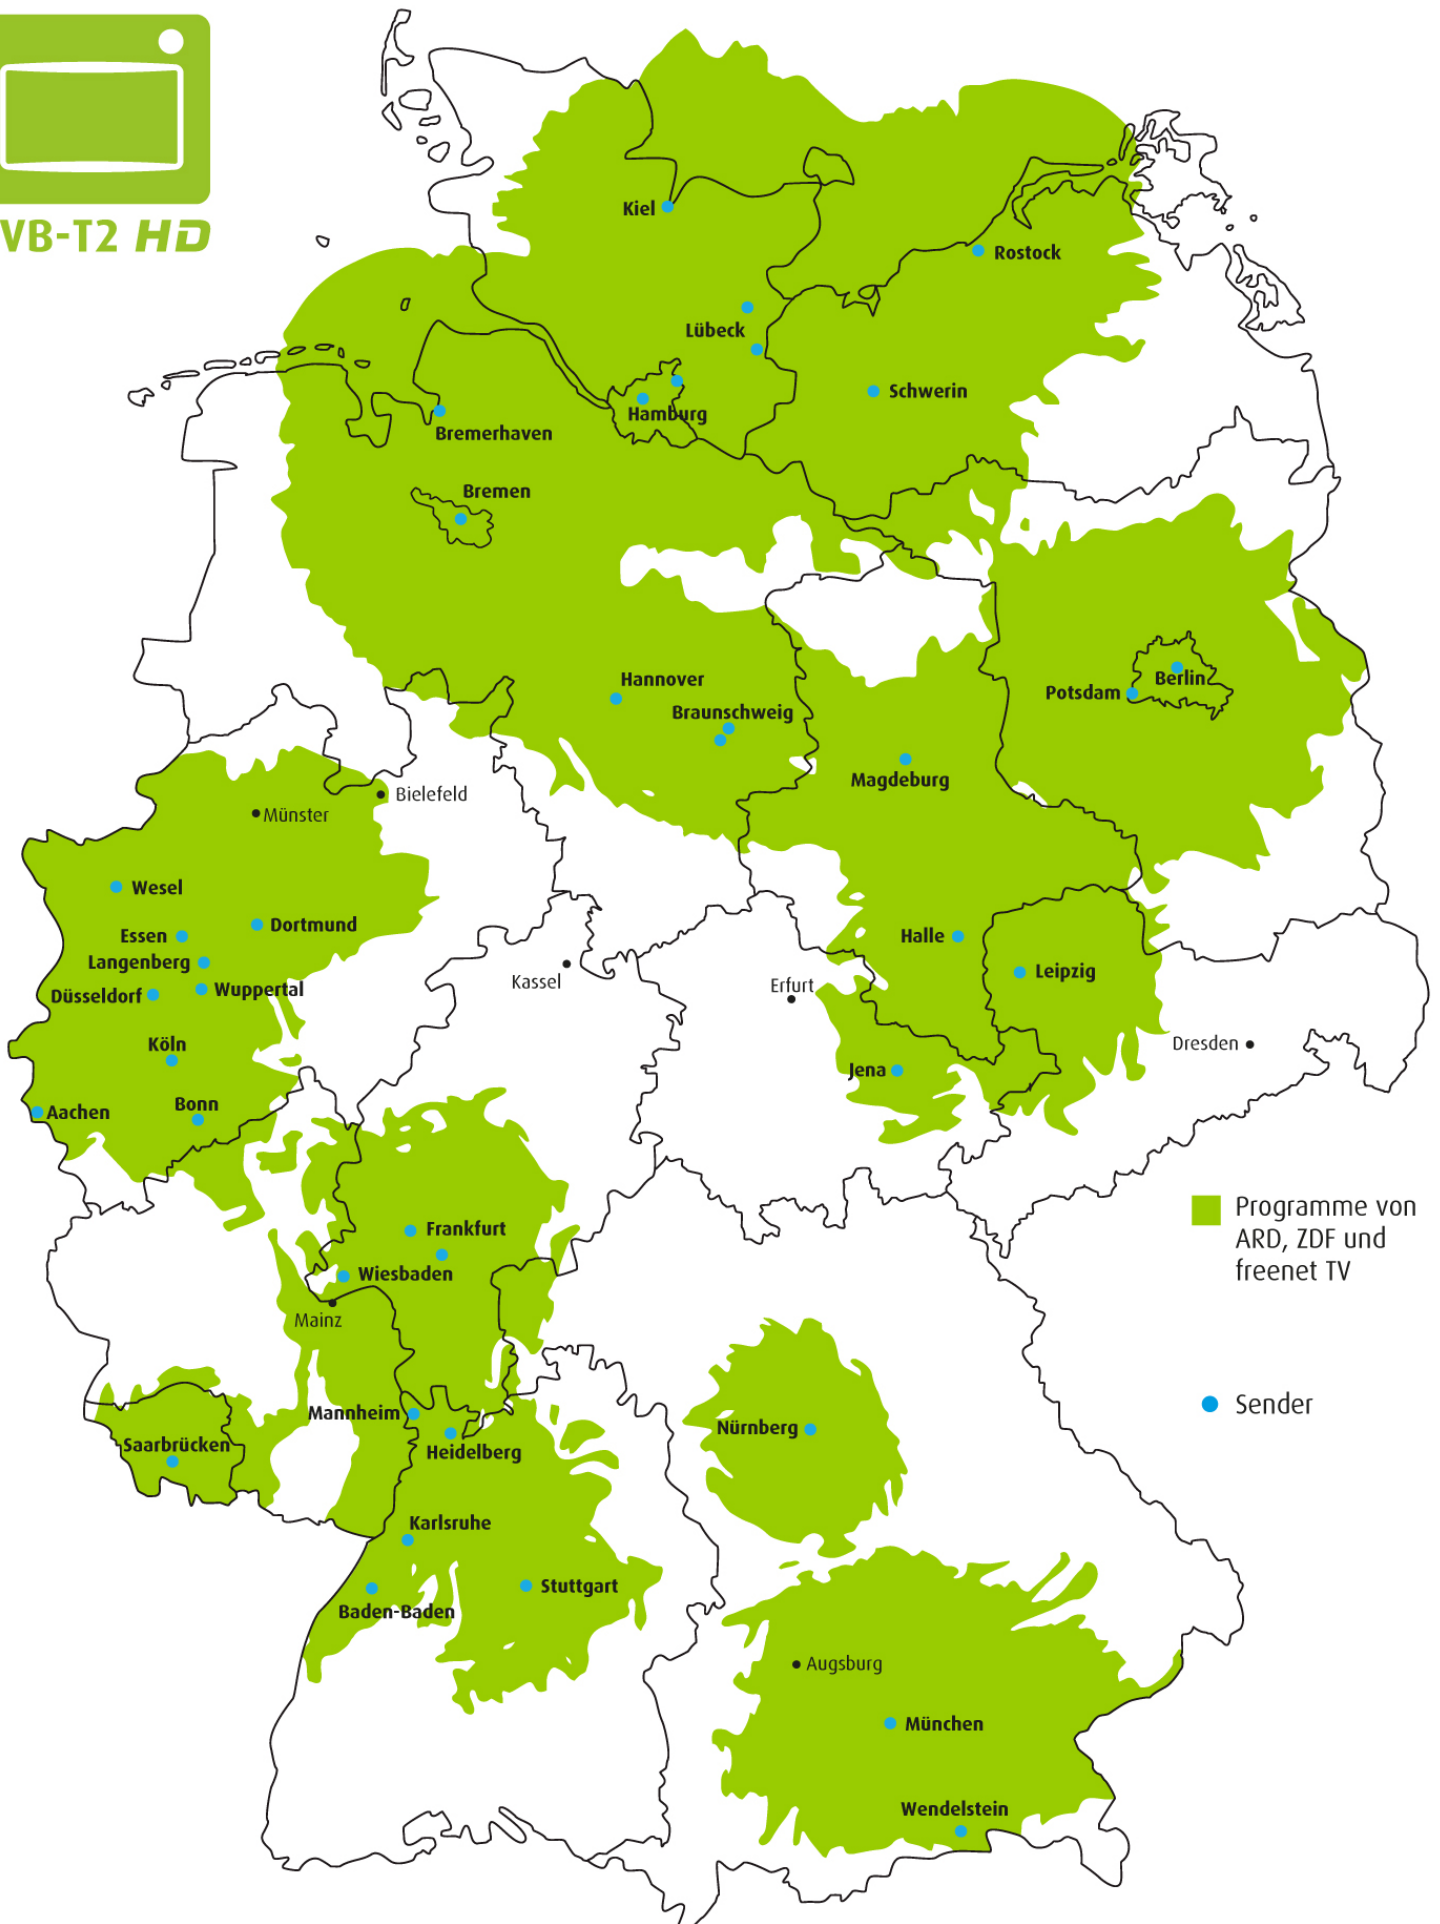 VB-T2 HD
Kiel
Rostock
Lübeck
Schwerin
Hamburg
Bremerhaven
Bremen
Hannover
Berlin
Potsdam
Braunschweig
Magdeburg
Bielefeld
Münster
Wesel
Dortmund
Essen
Halle
Langenberg
Leipzig
Kassel
Erfurt
Düsseldorf
Wuppertal
Köln
Dresden
Jena
Aachen
Bonn
Programme von
ARD, ZDF und
freenet TV
Frankfurt
Wiesbaden
Mainz
Sender
Mannheim
Nürnberg
Saarbrücken
Heidelberg
Karlsruhe
Stuttgart
Baden-Baden
Augsburg
München
Wendelstein